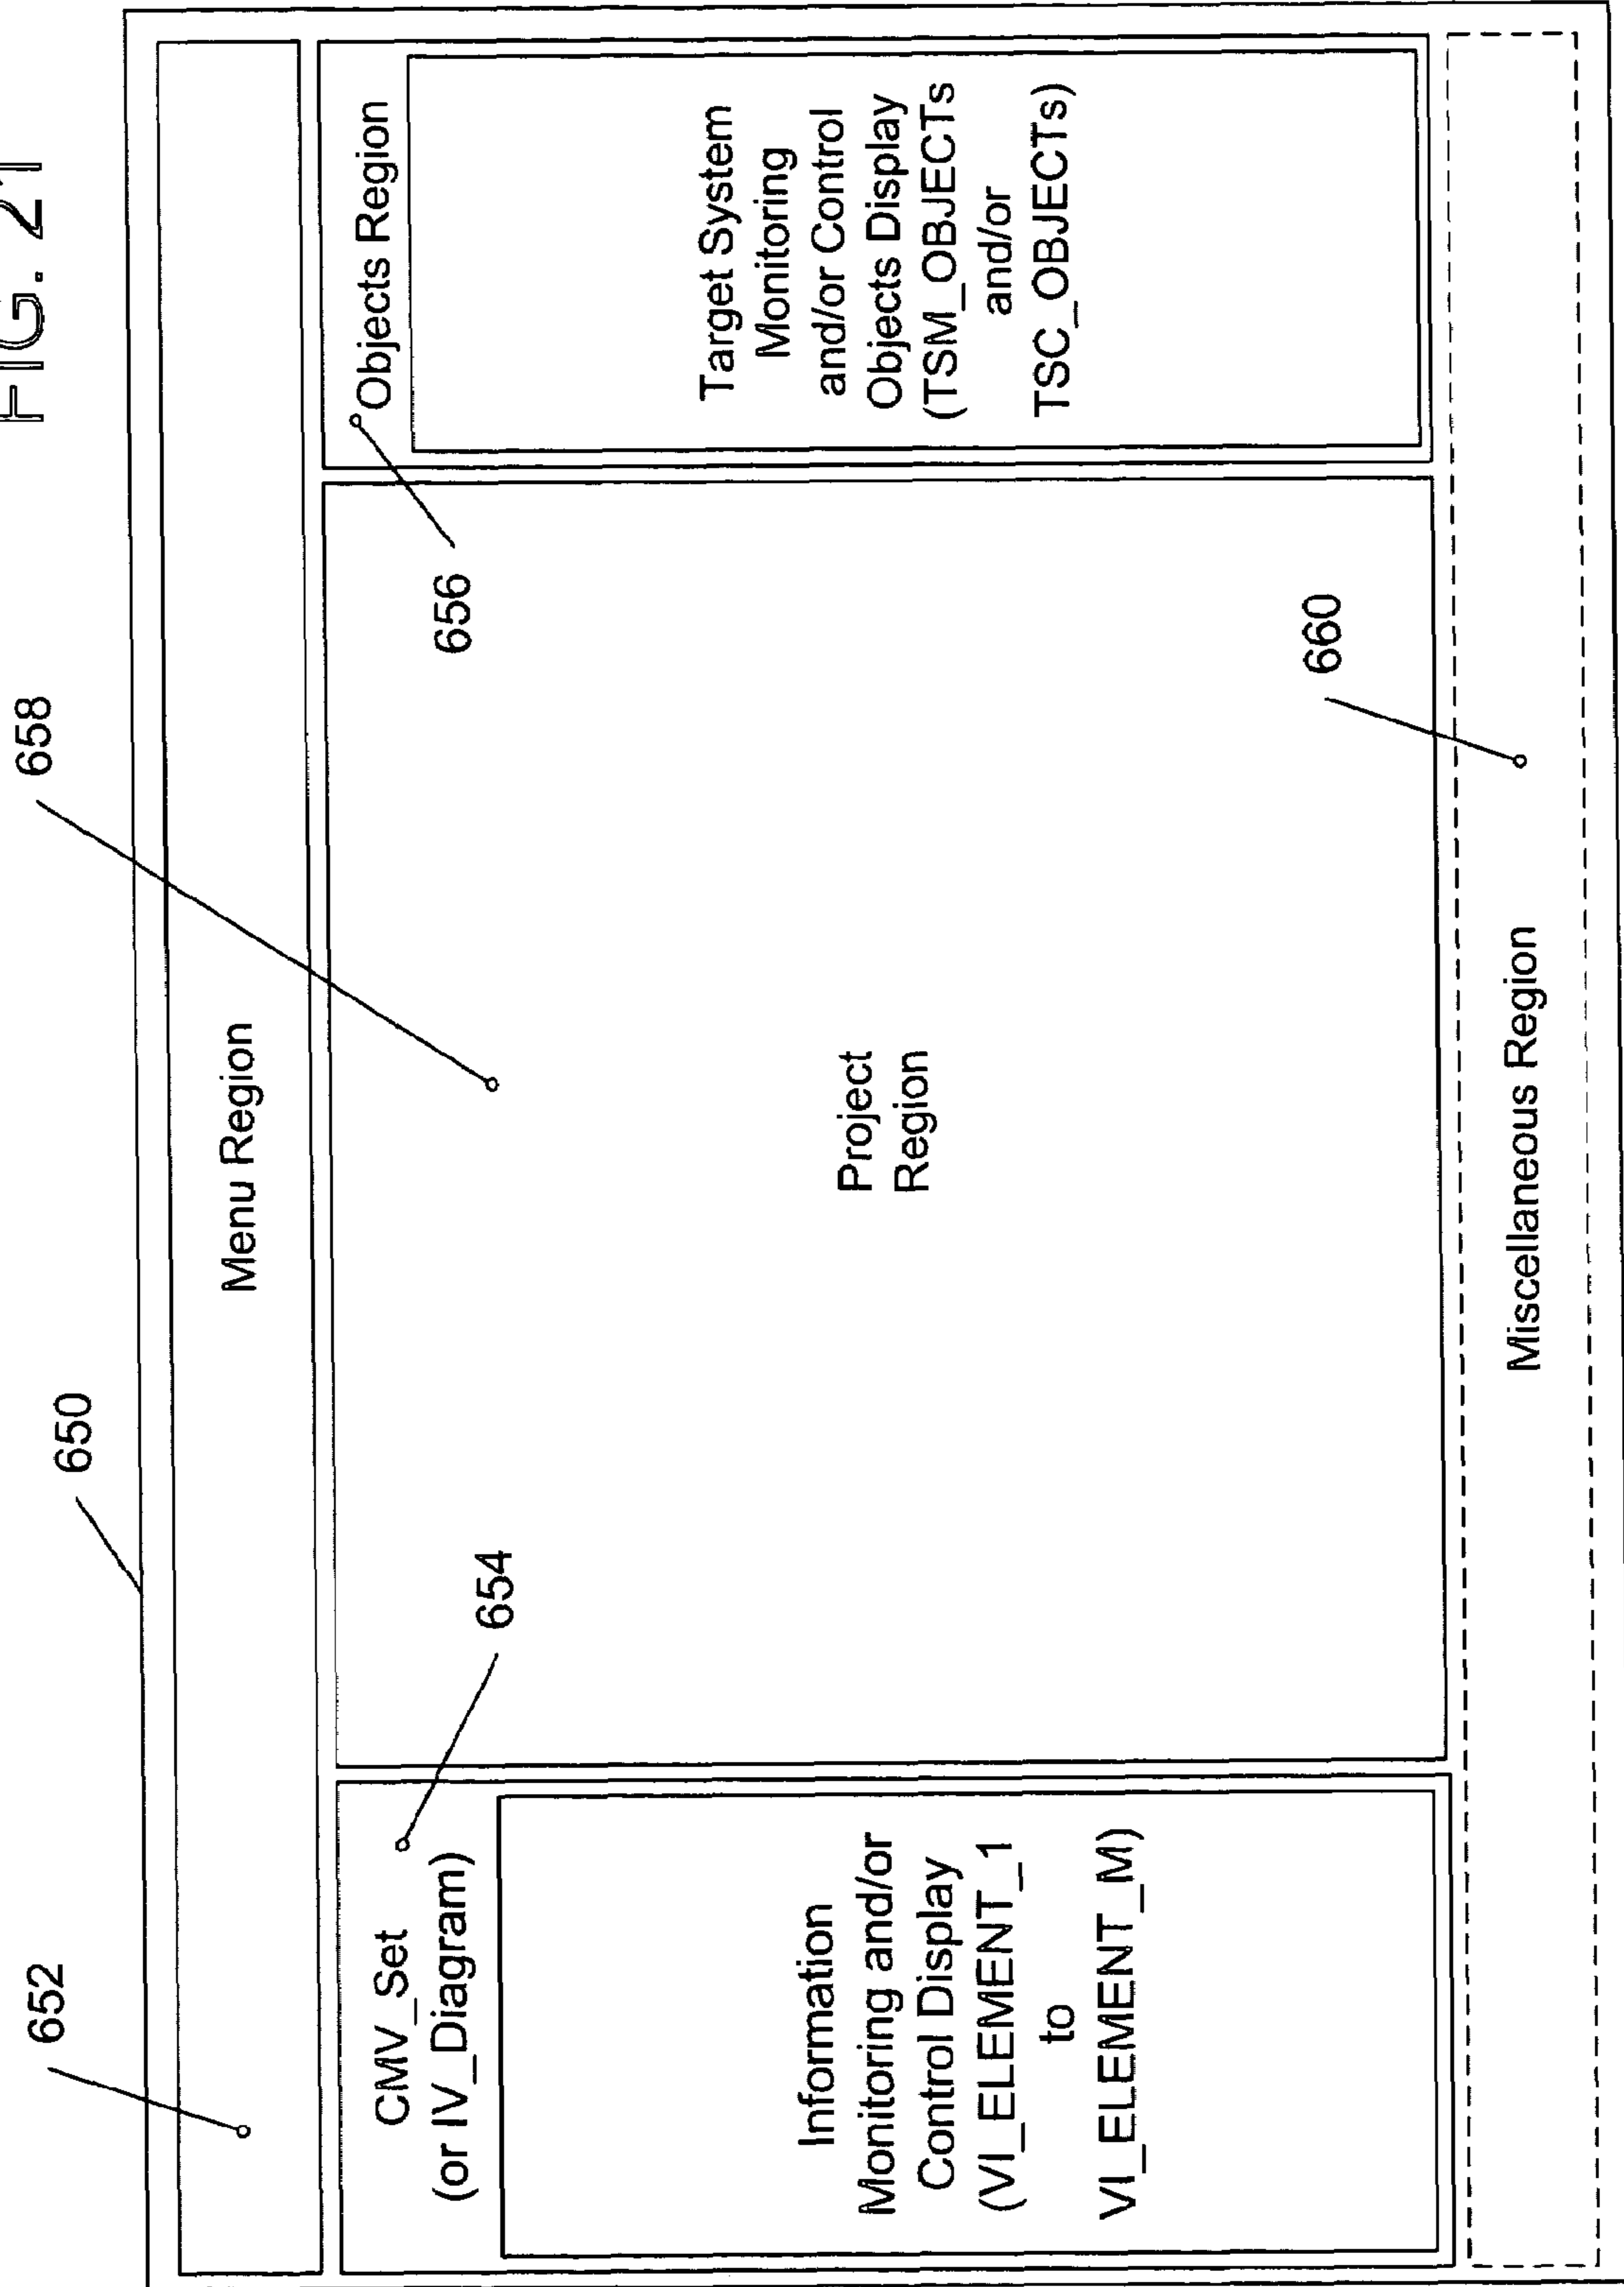 FIG. 21
658
650
652
Menu Region
654
CMV_Set
(or IV_Diagram)
Information
Monitoring and/or
Control Display
(VI_ELEMENT_1
to
VI_ELEMENT_M)
Project
Region
656
Objects Region
Target System
Monitoring
and/or Control
Objects Display
(TSM_OBJECTs
and/or
TSC_OBJECTs)
660
Miscellaneous Region